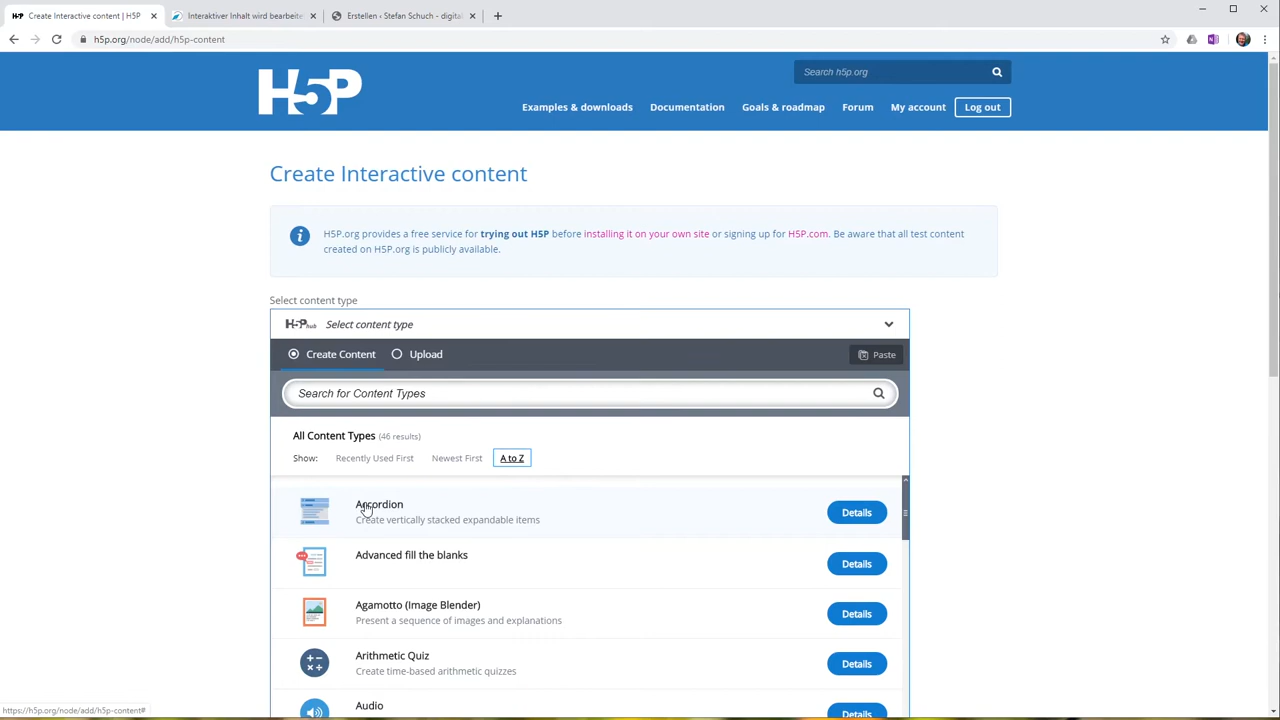 Create Interactive content | H5P
Interaktiver Inhalt wird bearbeite
Erstellen ‹ Stefan Schuch - digital
h5p.org/node/add/h5p-content
H5P
Search h5p.org
Examples & downloads
Documentation
Goals & roadmap
Forum
My account
Log out
Create Interactive content
H5P.org provides a free service for trying out H5P before installing it on your own site or signing up for H5P.com. Be aware that all test content
created on H5P.org is publicly available.
Select content type
H5P hub Select content type
Create Content
Upload
Paste
Search for Content Types
All Content Types (46 results)
Show: Recently Used First Newest First A to Z
Accordion
Create vertically stacked expandable items
Details
Advanced fill the blanks
Details
Agamotto (Image Blender)
Present a sequence of images and explanations
Details
Arithmetic Quiz
Create time-based arithmetic quizzes
Details
Audio
Details
https://h5p.org/node/add/h5p-content#